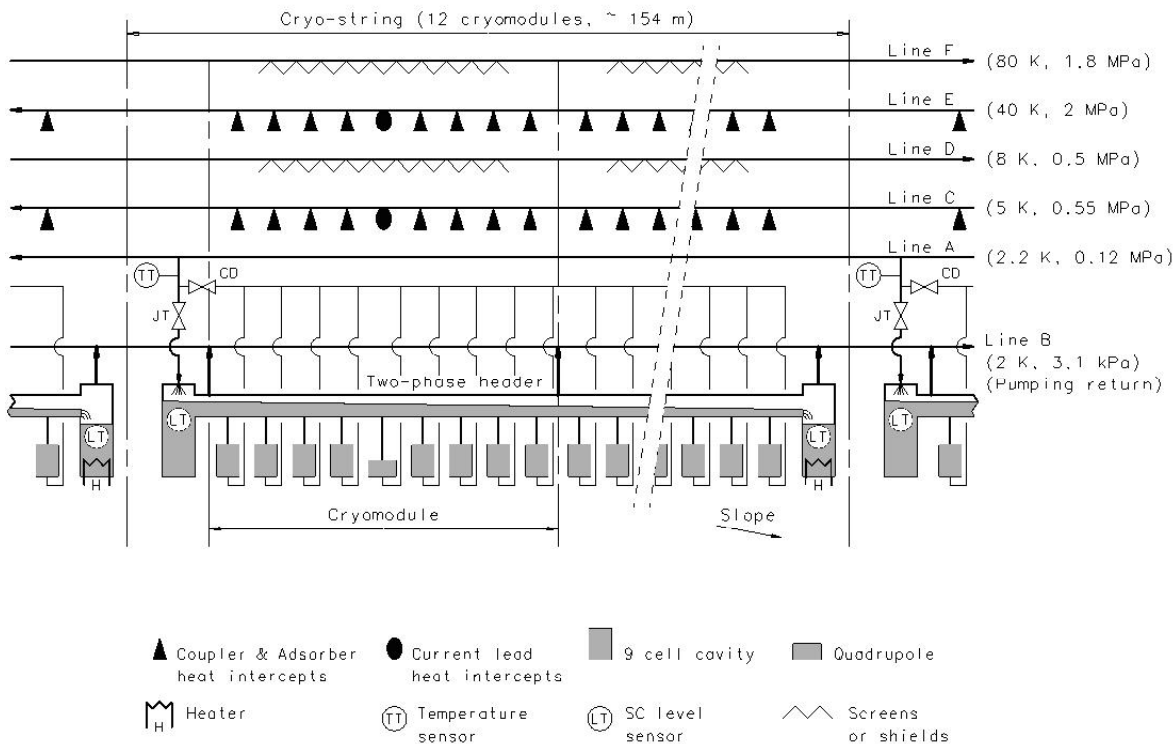 Cryo-string (12 cryomodules, ~ 154 m)
Line F
(80 K, 1.8 MPa)
Line E
(40 K, 2 MPa)
Line D
(8 K, 0.5 MPa)
Line C
(5 K, 0.55 MPa)
Line A
(2.2 K, 0.12 MPa)
TT
CD
TT
CD
JT
JT
Line B
(2 K, 3.1 kPa)
(Pumping return)
Two-phase header
LT
LT
LT
LT
H
H
Cryomodule
Slope
Coupler & Adsorber
heat intercepts
Current lead
heat intercepts
9 cell cavity
Quadrupole
H
Heater
TT
Temperature
sensor
LT
SC level
sensor
Screens
or shields